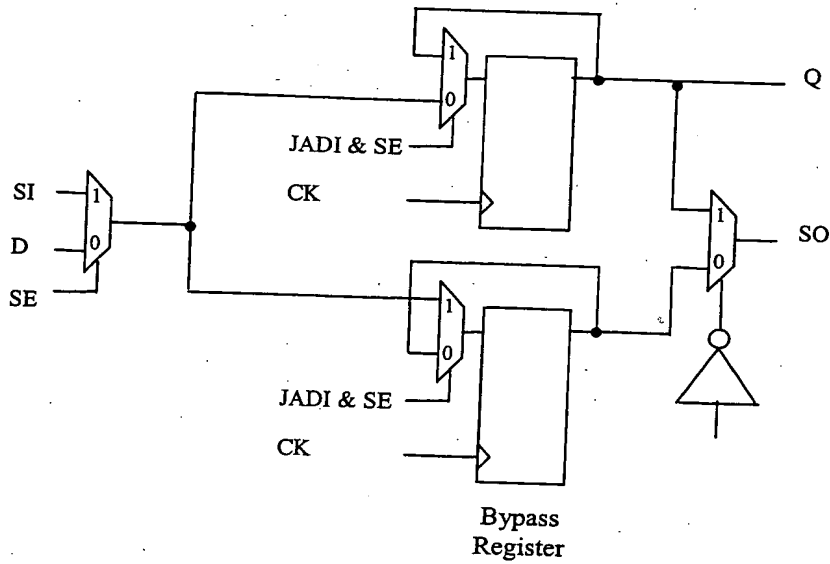 Q
1
0
JADI & SE
CK
SI
1
D
0
SE
1
0
SO
1
0
JADI & SE
CK
Bypass
Register